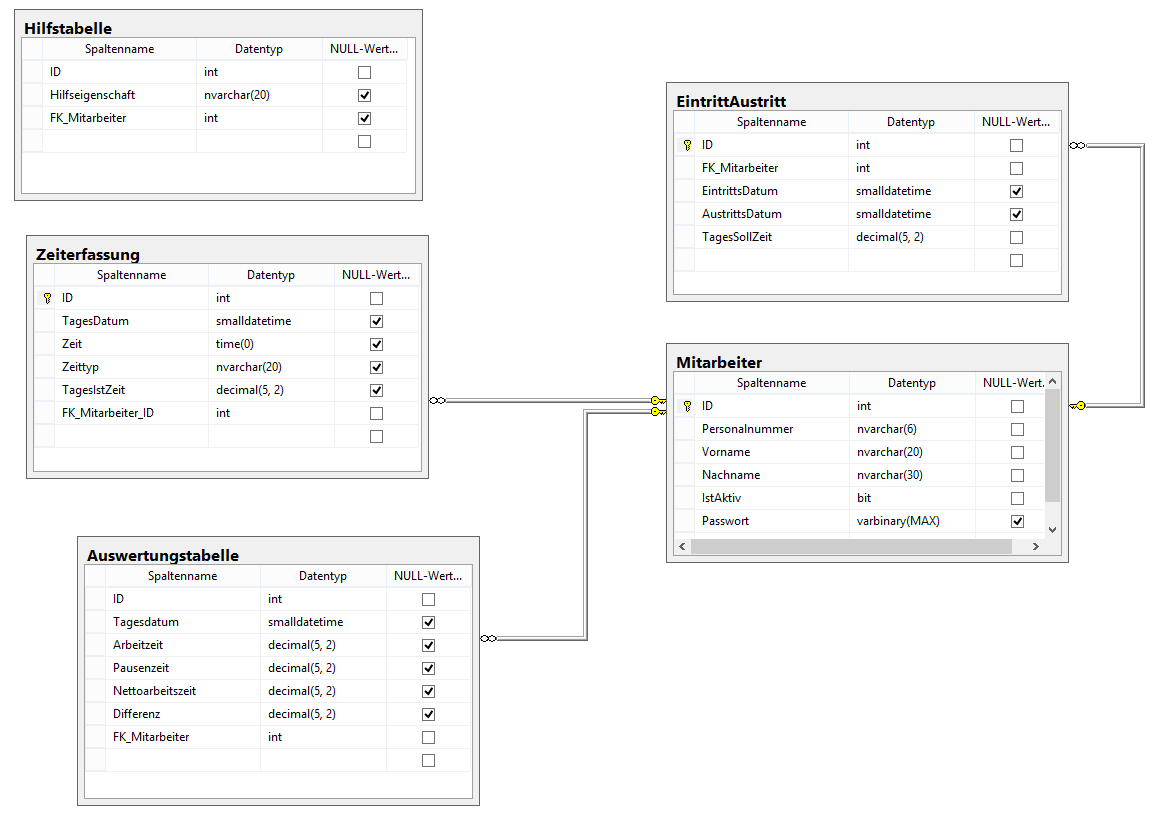 Hilfstabelle
Spaltenname Datentyp NULL-Wert...
ID int
Hilfseigenschaft nvarchar(20)
FK_Mitarbeiter int
EintrittAustritt
Spaltenname Datentyp NULL-Wert...
ID int
FK_Mitarbeiter int
EintrittsDatum smalldatetime
AustrittsDatum smalldatetime
TagesSollZeit decimal(5, 2)
Zeiterfassung
Spaltenname Datentyp NULL-Wert...
ID int
TagesDatum smalldatetime
Zeit time(0)
Zeittyp nvarchar(20)
TagesIstZeit decimal(5, 2)
FK_Mitarbeiter_ID int
Mitarbeiter
Spaltenname Datentyp NULL-Wert.
ID int
Personalnummer nvarchar(6)
Vorname nvarchar(20)
Nachname nvarchar(30)
IstAktiv bit
Passwort varbinary(MAX)
Auswertungstabelle
Spaltenname Datentyp NULL-Wert...
ID int
Tagesdatum smalldatetime
Arbeitzeit decimal(5, 2)
Pausenzeit decimal(5, 2)
Nettoarbeitszeit decimal(5, 2)
Differenz decimal(5, 2)
FK_Mitarbeiter int